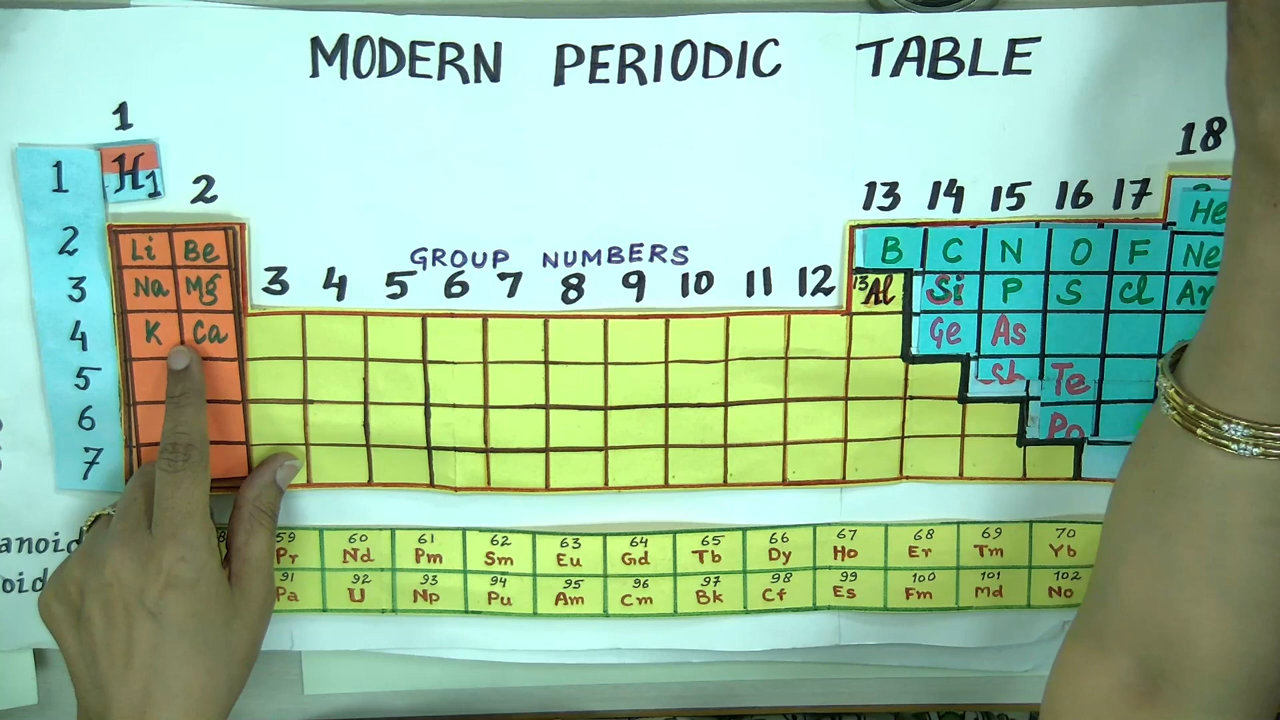 MODERN PERIODIC TABLE
1
18
1 H1 2 13 14 15 16 17 He
2 Li Be GROUP NUMBERS B C N O F Ne
3 Na Mg 3 4 5 6 7 8 9 10 11 12 13Al Si P S Cl Ar
4 K Ca Ge As
5 Te
6 Po
7
59 60 61 62 63 64 65 66 67 68 69 70
Pr Nd Pm Sm Eu Gd Tb Dy Ho Er Tm Yb
91 92 93 94 95 96 97 98 99 100 101 102
Pa U Np Pu Am Cm Bk Cf Es Fm Md No